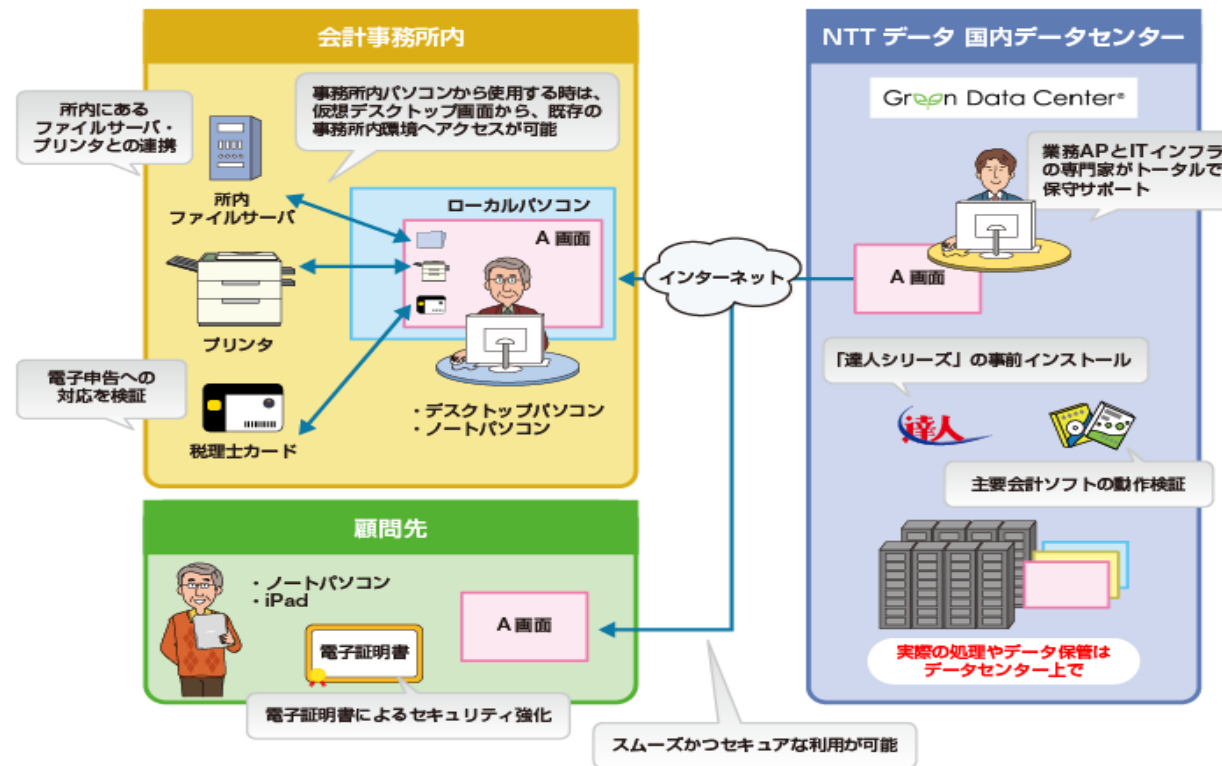 会計事務所内
所内にある
ファイルサーバ・
プリンタとの連携
事務所内パソコンから使用する時は、
仮想デスクトップ画面から、既存の
事務所内環境へアクセスが可能
所内
ファイルサーバ
ローカルパソコン
A 画面
プリンタ
電子申告への
対応を検証
税理士カード
・デスクトップパソコン
・ノートパソコン
インターネット
NTT データ 国内データセンター
Green Data Center®
業務APとITインフラ
の専門家がトータルで
保守サポート
A 画面
「達人シリーズ」の事前インストール
達人
主要会計ソフトの動作検証
実際の処理やデータ保管は
データセンター上で
顧問先
・ノートパソコン
・iPad
電子証明書
A 画面
電子証明書によるセキュリティ強化
スムーズかつセキュアな利用が可能